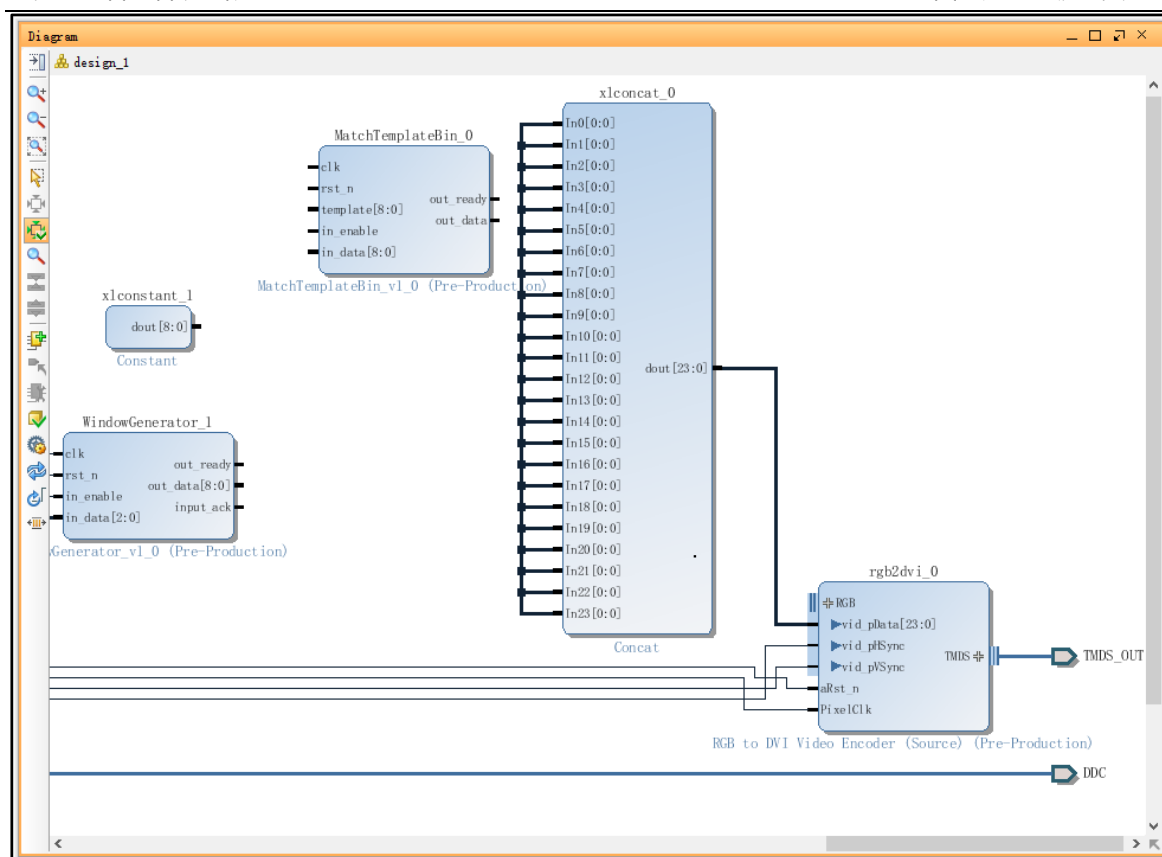 Diagram
design_1
xlconcat_0
In0[0:0]
In1[0:0]
In2[0:0]
In3[0:0]
In4[0:0]
In5[0:0]
In6[0:0]
In7[0:0]
In8[0:0]
In9[0:0]
In10[0:0]
In11[0:0]
In12[0:0]
In13[0:0]
In14[0:0]
In15[0:0]
In16[0:0]
In17[0:0]
In18[0:0]
In19[0:0]
In20[0:0]
In21[0:0]
In22[0:0]
In23[0:0]
dout[23:0]
Concat
MatchTemplateBin_0
clk
rst_n
template[8:0]
in_enable
in_data[8:0]
out_ready
out_data
MatchTemplateBin_v1_0 (Pre-Production)
xlconstant_1
dout[8:0]
Constant
WindowGenerator_1
clk
rst_n
in_enable
in_data[2:0]
out_ready
out_data[8:0]
input_ack
Generator_v1_0 (Pre-Production)
rgb2dvi_0
RGB
vid_pData[23:0]
vid_pHSync
vid_pVSync
aRst_n
PixelClk
TMDS
RGB to DVI Video Encoder (Source) (Pre-Production)
TMDS_OUT
DDC